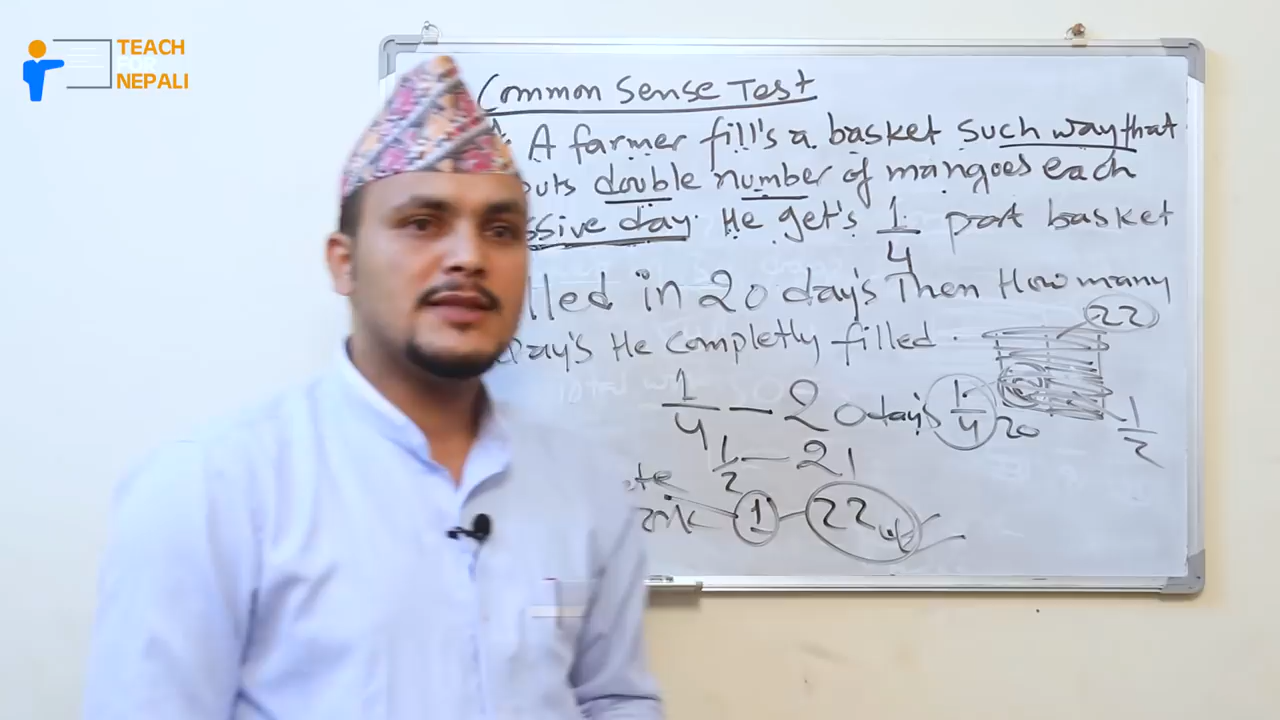 TEACH
FOR
NEPALI
Common Sense Test
A farmer fill's a basket such way that
puts double number of mangoes each
ssive day. He get's 1/4 part basket
lled in 20 day's Then How many
Day's He completly filled.
22
1/4 — 20 day's 1/4 20 1/2
1/2 — 21
1 — 22